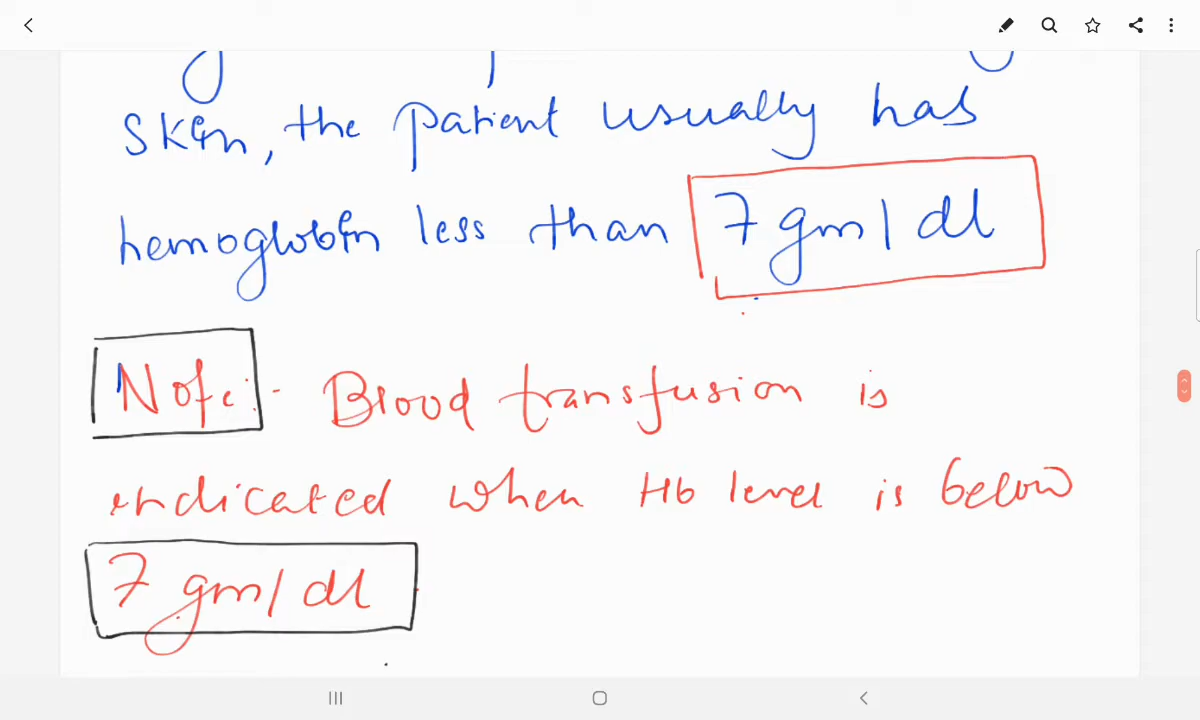 skin, the patient usually has
hemoglobin less than 7 gm/dl
Note:- Blood transfusion is
indicated when Hb level is below
7 gm/dl